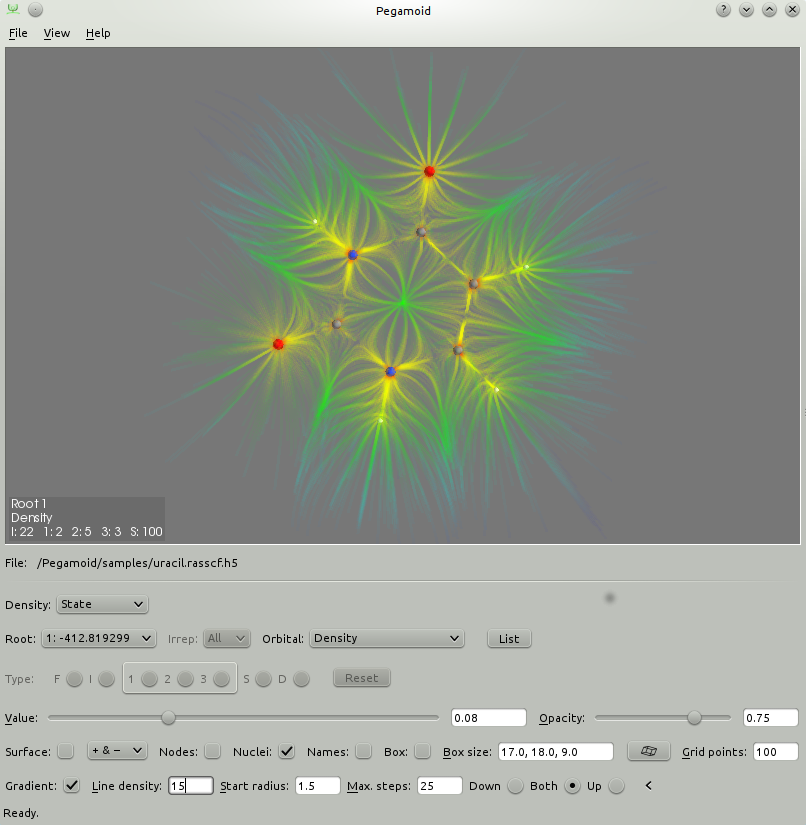 Pegamoid
File View Help
Root 1
Density
I: 22 1: 2 2: 5 3: 3 S: 100
File: /Pegamoid/samples/uracil.rasscf.h5
Density: State
Root: 1: -412.819299 Irrep: All Orbital: Density List
Type: F I 1 2 3 S D Reset
Value: 0.08 Opacity: 0.75
Surface: + & − Nodes: Nuclei: Names: Box: Box size: 17.0, 18.0, 9.0 Grid points: 100
Gradient: Line density: 15 Start radius: 1.5 Max. steps: 25 Down Both Up <
Ready.